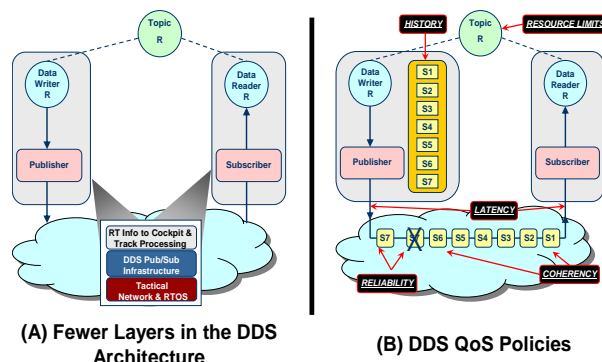 Topic
R
Data
Writer
R
Data
Reader
R
Publisher
Subscriber
RT Info to Cockpit &
Track Processing
DDS Pub/Sub
Infrastructure
Tactical
Network & RTOS
(A) Fewer Layers in the DDS
Architecture
HISTORY
Topic
R
RESOURCE LIMITS
Data
Writer
R
S1
S2
S3
S4
S5
S6
S7
Data
Reader
R
Publisher
Subscriber
LATENCY
S7
S7
S6
S5
S4
S3
S2
S1
RELIABILITY
COHERENCY
(B) DDS QoS Policies